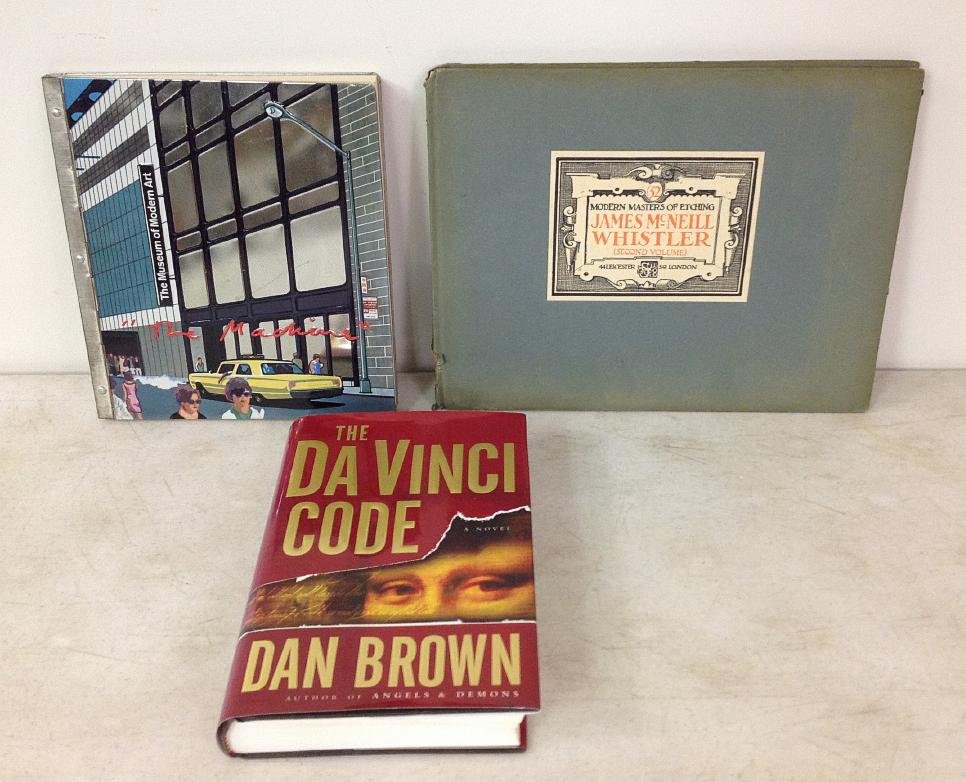 The Museum of Modern Art
"The Machine"
52
MODERN MASTERS OF ETCHING
JAMES McNEILL
WHISTLER
(SECOND VOLUME)
44 LEICESTER SQ LONDON
THE
DA VINCI
CODE
A NOVEL
DAN BROWN
AUTHOR OF ANGELS & DEMONS